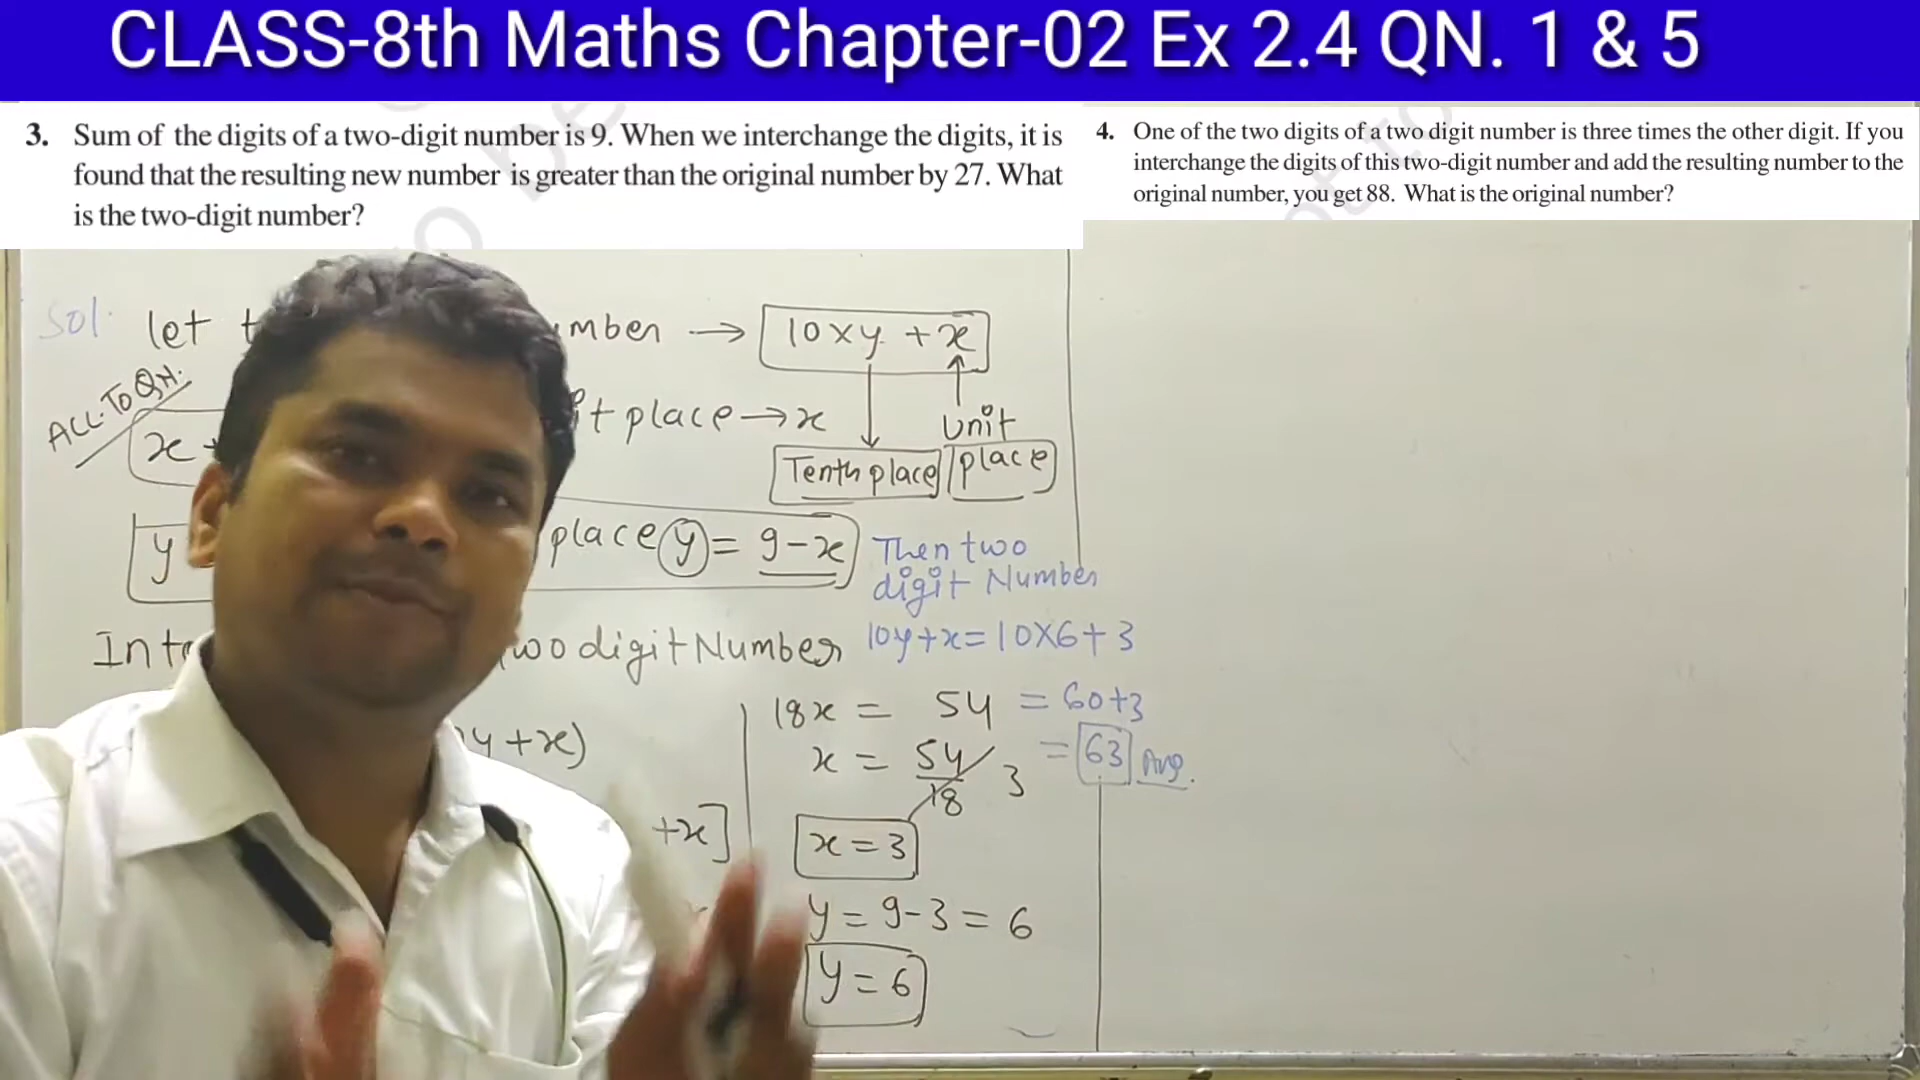 CLASS-8th Maths Chapter-02 Ex 2.4 QN. 1 & 5
3. Sum of the digits of a two-digit number is 9. When we interchange the digits, it is
found that the resulting new number is greater than the original number by 27. What
is the two-digit number?
4. One of the two digits of a two digit number is three times the other digit. If you
interchange the digits of this two-digit number and add the resulting number to the
original number, you get 88. What is the original number?
Sol. let
→ 10×y + x
ALL.TO QN.
it place → x
unit
x
Tenth place place
y
place y = 9-x
Then two
digit Number
10y+x = 10×6+3
digit Number
18x = 54
= 60+3
y+x)
x = 54/18 3
= 63 Ans.
+x]
x = 3
y = 9-3 = 6
y = 6